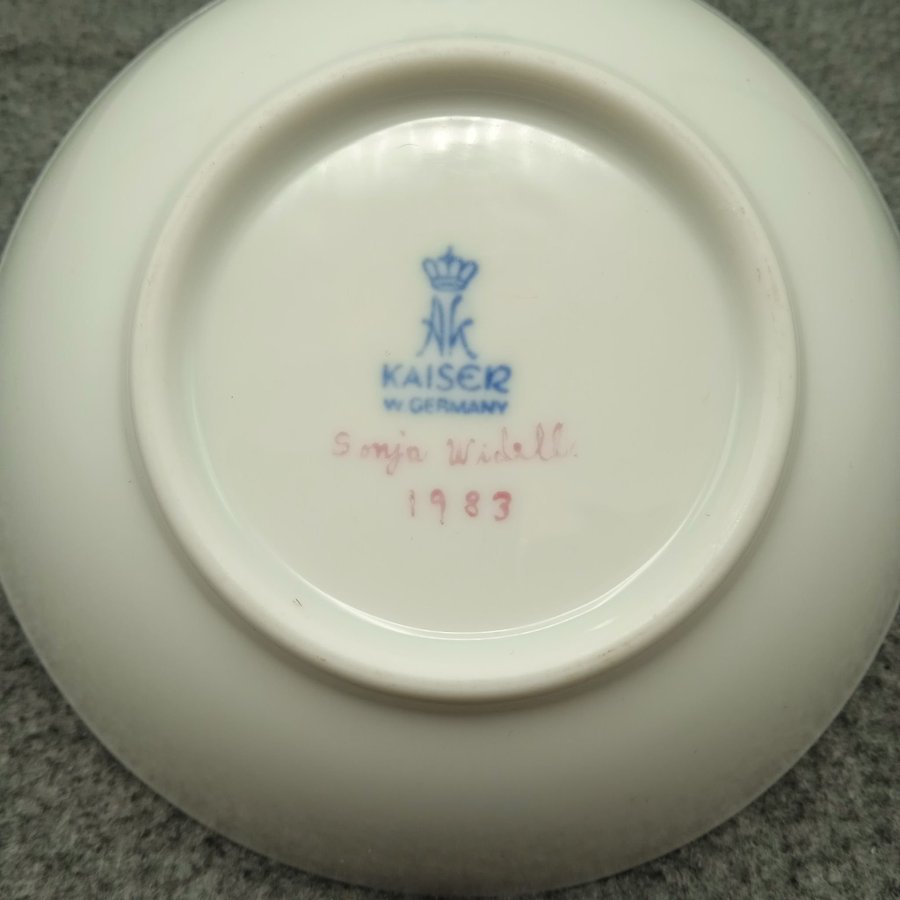 AK
KAISER
W. GERMANY
Sonja Widell.
1983